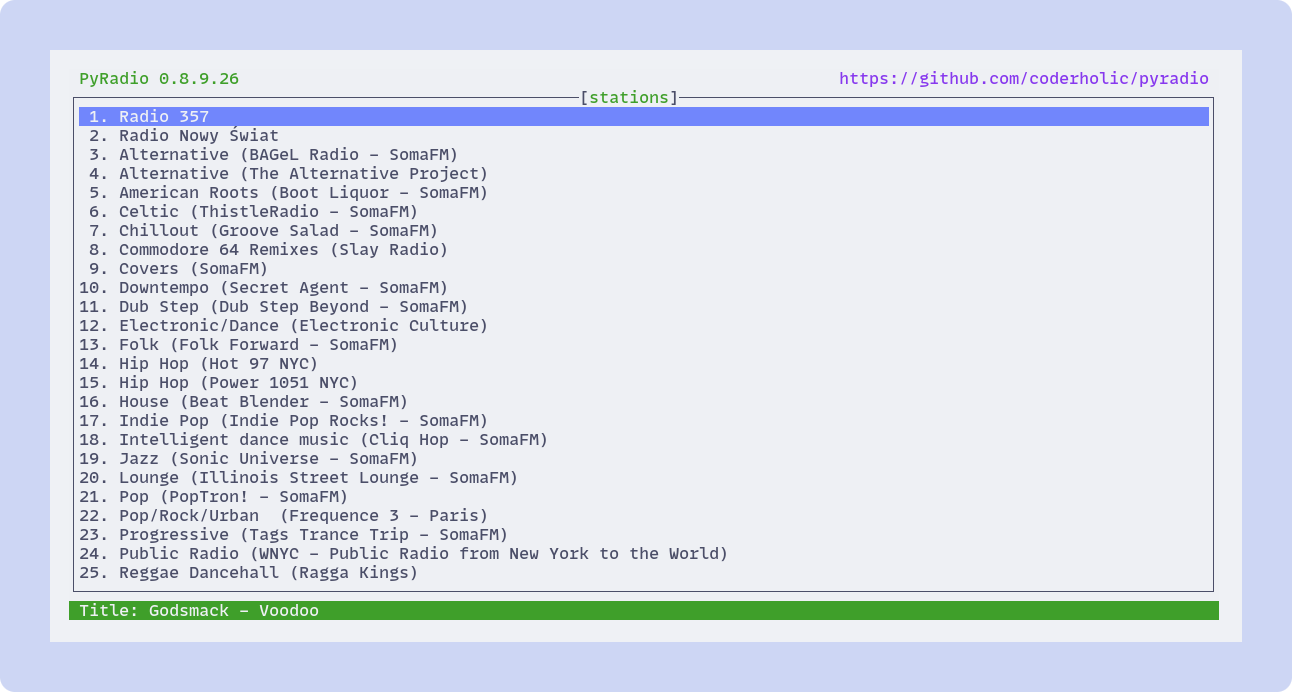 PyRadio 0.8.9.26 https://github.com/coderholic/pyradio
[stations]
1. Radio 357
2. Radio Nowy Świat
3. Alternative (BAGeL Radio - SomaFM)
4. Alternative (The Alternative Project)
5. American Roots (Boot Liquor - SomaFM)
6. Celtic (ThistleRadio - SomaFM)
7. Chillout (Groove Salad - SomaFM)
8. Commodore 64 Remixes (Slay Radio)
9. Covers (SomaFM)
10. Downtempo (Secret Agent - SomaFM)
11. Dub Step (Dub Step Beyond - SomaFM)
12. Electronic/Dance (Electronic Culture)
13. Folk (Folk Forward - SomaFM)
14. Hip Hop (Hot 97 NYC)
15. Hip Hop (Power 1051 NYC)
16. House (Beat Blender - SomaFM)
17. Indie Pop (Indie Pop Rocks! - SomaFM)
18. Intelligent dance music (Cliq Hop - SomaFM)
19. Jazz (Sonic Universe - SomaFM)
20. Lounge (Illinois Street Lounge - SomaFM)
21. Pop (PopTron! - SomaFM)
22. Pop/Rock/Urban  (Frequence 3 - Paris)
23. Progressive (Tags Trance Trip - SomaFM)
24. Public Radio (WNYC - Public Radio from New York to the World)
25. Reggae Dancehall (Ragga Kings)
Title: Godsmack - Voodoo